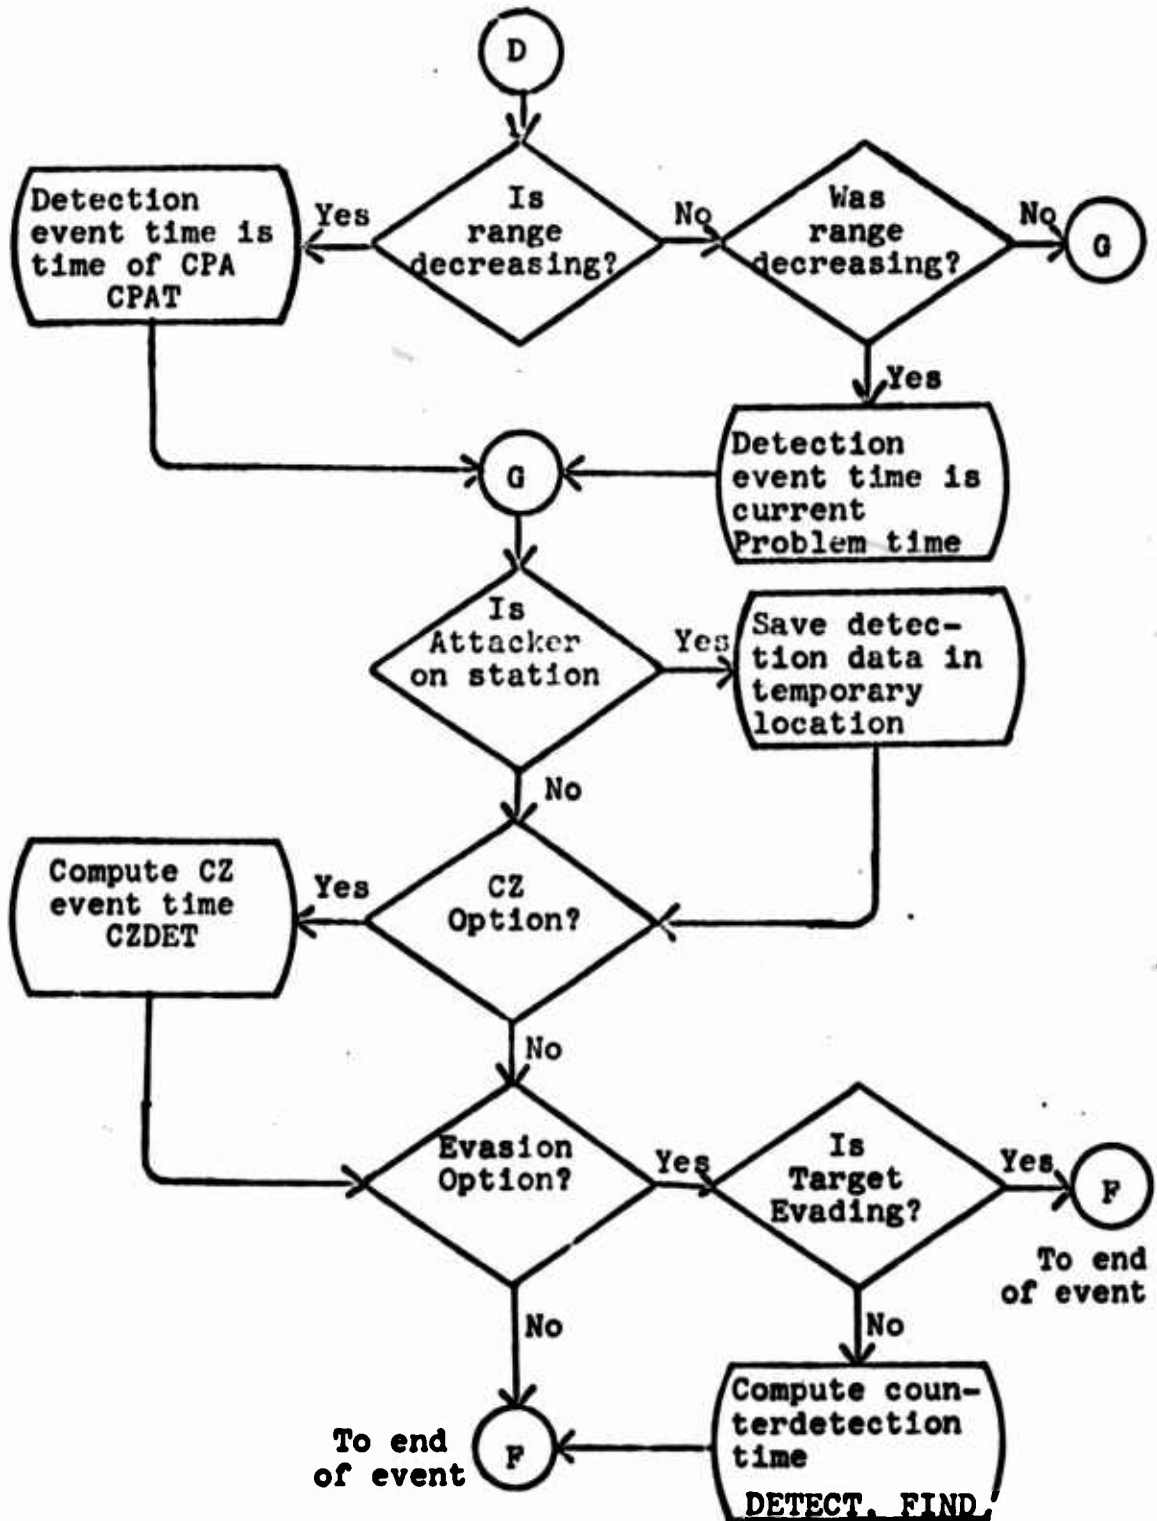 D
Detection
event time is
time of CPA
CPAT
Yes
Is
range
decreasing?
No
Was
range
decreasing?
No
G
Yes
Detection
event time is
current
Problem time
G
Is
Attacker
on station
Yes
Save detec-
tion data in
temporary
location
No
Compute CZ
event time
CZDET
Yes
CZ
Option?
No
Evasion
Option?
Yes
Is
Target
Evading?
Yes
F
To end
of event
No
No
To end
of event
F
Compute coun-
terdetection
time
DETECT, FIND,